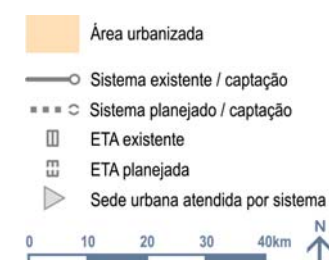 Área urbanizada
Sistema existente / captação
Sistema planejado / captação
ETA existente
ETA planejada
Sede urbana atendida por sistema
N
0 10 20 30 40km